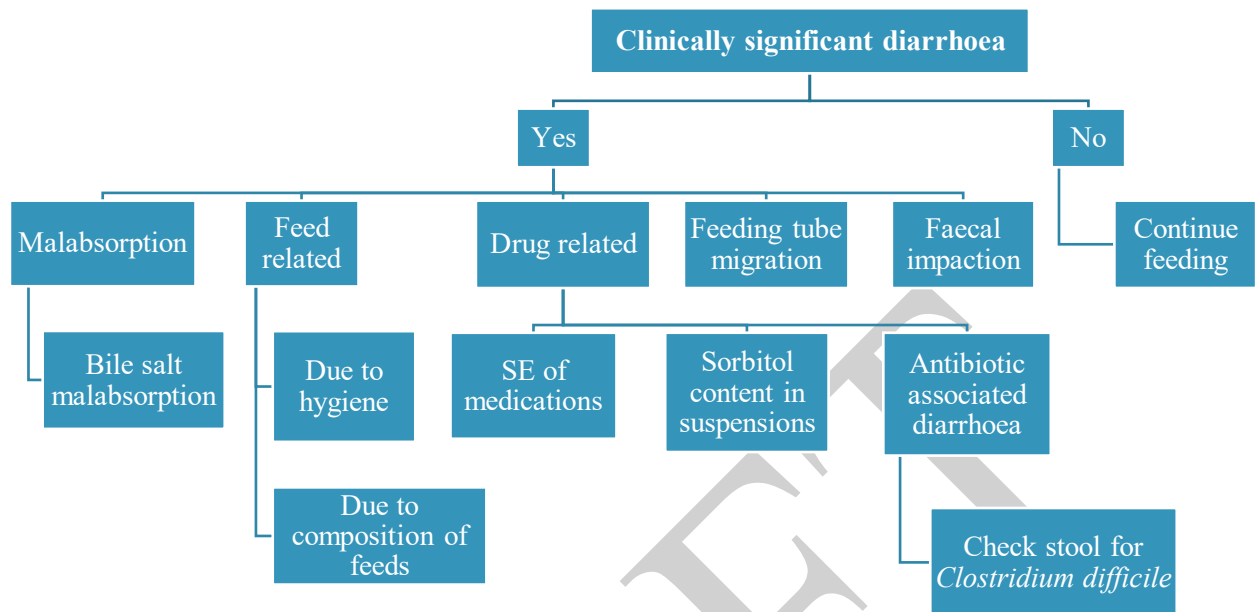 Clinically significant diarrhoea
Yes
No
Malabsorption
Feed
related
Drug related
Feeding tube
migration
Faecal
impaction
Continue
feeding
Bile salt
malabsorption
Due to
hygiene
SE of
medications
Sorbitol
content in
suspensions
Antibiotic
associated
diarrhoea
Due to
composition of
feeds
Check stool for
Clostridium difficile